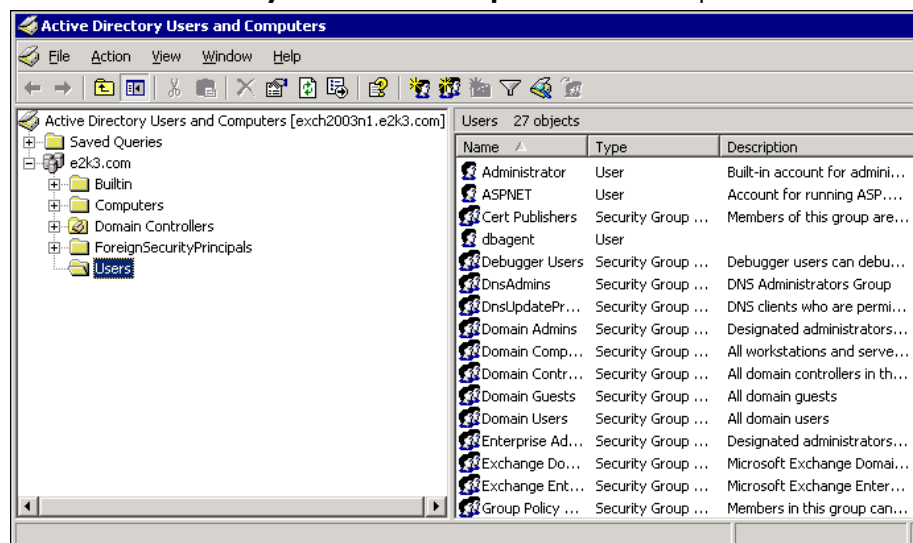 Active Directory Users and Computers
File Action View Window Help
Active Directory Users and Computers [exch2003n1.e2k3.com]
Saved Queries
e2k3.com
Builtin
Computers
Domain Controllers
ForeignSecurityPrincipals
Users
Users 27 objects
Name Type Description
Administrator User Built-in account for admini...
ASPNET User Account for running ASP....
Cert Publishers Security Group ... Members of this group are...
dbagent User
Debugger Users Security Group ... Debugger users can debu...
DnsAdmins Security Group ... DNS Administrators Group
DnsUpdatePr... Security Group ... DNS clients who are permi...
Domain Admins Security Group ... Designated administrators...
Domain Comp... Security Group ... All workstations and serve...
Domain Contr... Security Group ... All domain controllers in th...
Domain Guests Security Group ... All domain guests
Domain Users Security Group ... All domain users
Enterprise Ad... Security Group ... Designated administrators...
Exchange Do... Security Group ... Microsoft Exchange Domai...
Exchange Ent... Security Group ... Microsoft Exchange Enter...
Group Policy ... Security Group ... Members in this group can...